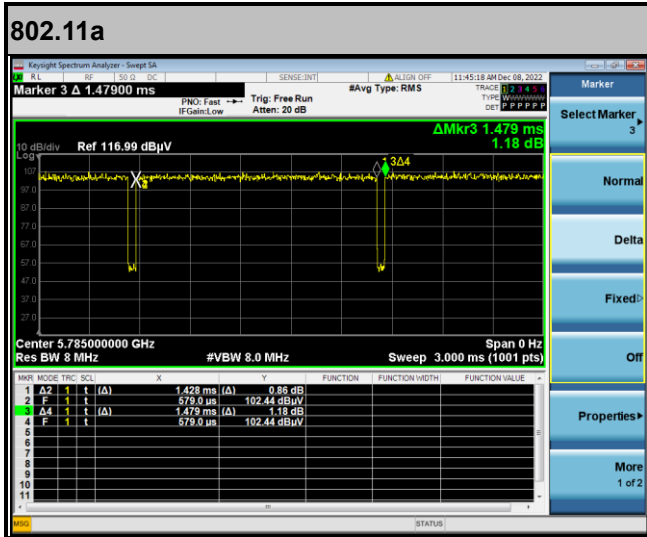 802.11a
Keysight Spectrum Analyzer - Swept SA
RL RF 50 Ω DC SENSE:INT ALIGN OFF 11:45:18 AM Dec 08, 2022
Marker 3 Δ 1.47900 ms #Avg Type: RMS TRACE 1 2 3 4 5 6
PNO: Fast Trig: Free Run TYPE
IFGain:Low Atten: 20 dB DET P P P P P P
ΔMkr3 1.479 ms
10 dB/div Ref 116.99 dBµV 1.18 dB
Log
107
97.0
87.0
77.0
67.0
57.0
47.0
37.0
3Δ4
Center 5.785000000 GHz Span 0 Hz
Res BW 8 MHz #VBW 8.0 MHz Sweep 3.000 ms (1001 pts)
MKR MODE TRC SCL X Y FUNCTION FUNCTION WIDTH FUNCTION VALUE
1 Δ2 1 t (Δ) 1.428 ms (Δ) 0.86 dB
2 F 1 t 579.0 µs 102.44 dBµV
3 Δ4 1 t (Δ) 1.479 ms (Δ) 1.18 dB
4 F 1 t 579.0 µs 102.44 dBµV
5
6
7
8
9
10
11
MSG STATUS
Marker
Select Marker
3
Normal
Delta
Fixed
Off
Properties
More
1 of 2